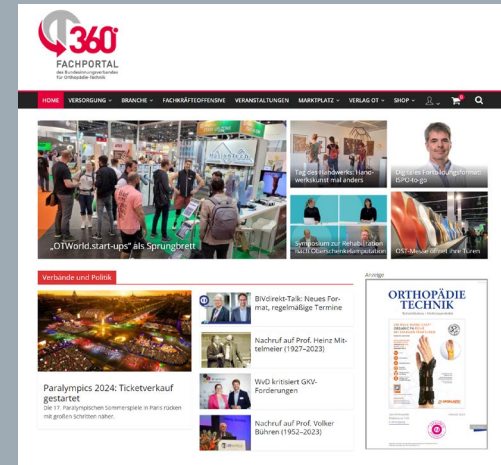 360°
FACHPORTAL
des Bundesinnungsverbandes
für Orthopädie-Technik
HOME VERSORGUNG BRANCHE FACHKRÄFTEOFFENSIVE VERANSTALTUNGEN MARKTPLATZ VERLAG OT SHOP
„OTWorld.start-ups" als Sprungbrett
Tag des Handwerks: Hand-
werkskunst mal anders
Digitales Fortbildungsformat:
ISPO-to-go
Symposium zur Rehabilitation
nach Oberschenkelamputation
OST-Messe öffnet ihre Türen
Verbände und Politik
Paralympics 2024: Ticketverkauf
gestartet
Die 17. Paralympischen Sommerspiele in Paris rücken
mit großen Schritten näher.
BIVdirekt-Talk: Neues For-
mat, regelmäßige Termine
Nachruf auf Prof. Heinz Mit-
telmeier (1927–2023)
WvD kritisiert GKV-
Forderungen
Nachruf auf Prof. Volker
Bühren (1952–2023)
Anzeige
ORTHOPÄDIE
TECHNIK